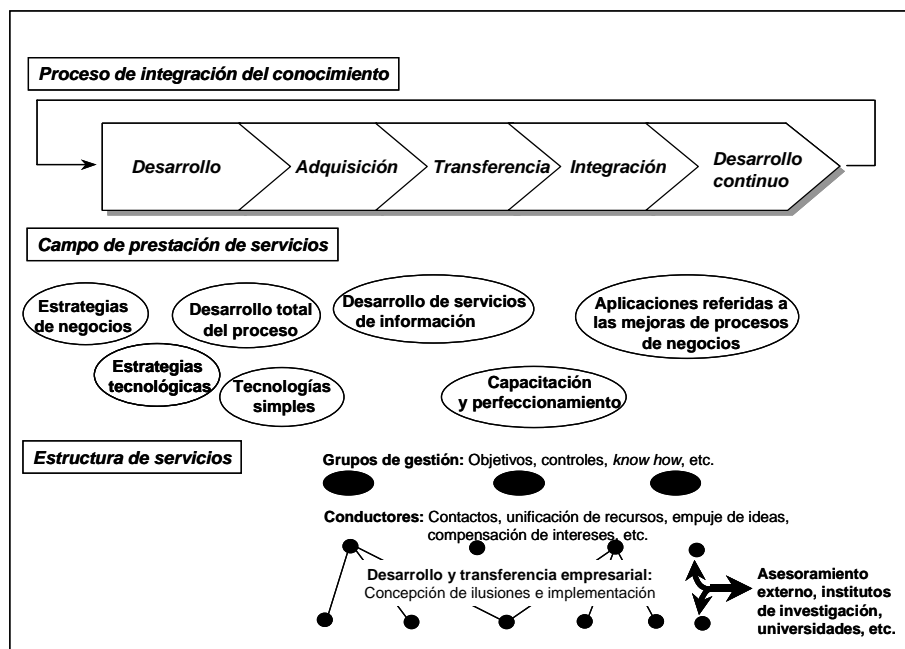 Proceso de integración del conocimiento
Desarrollo
Adquisición
Transferencia
Integración
Desarrollo
continuo
Campo de prestación de servicios
Estrategias
de negocios
Desarrollo total
del proceso
Desarrollo de servicios
de información
Aplicaciones referidas a
las mejoras de procesos
de negocios
Estrategias
tecnológicas
Tecnologías
simples
Capacitación
y perfeccionamiento
Estructura de servicios
Grupos de gestión: Objetivos, controles, know how, etc.
Conductores: Contactos, unificación de recursos, empuje de ideas,
compensación de intereses, etc.
Desarrollo y transferencia empresarial:
Concepción de ilusiones e implementación
Asesoramiento
externo, institutos
de investigación,
universidades, etc.